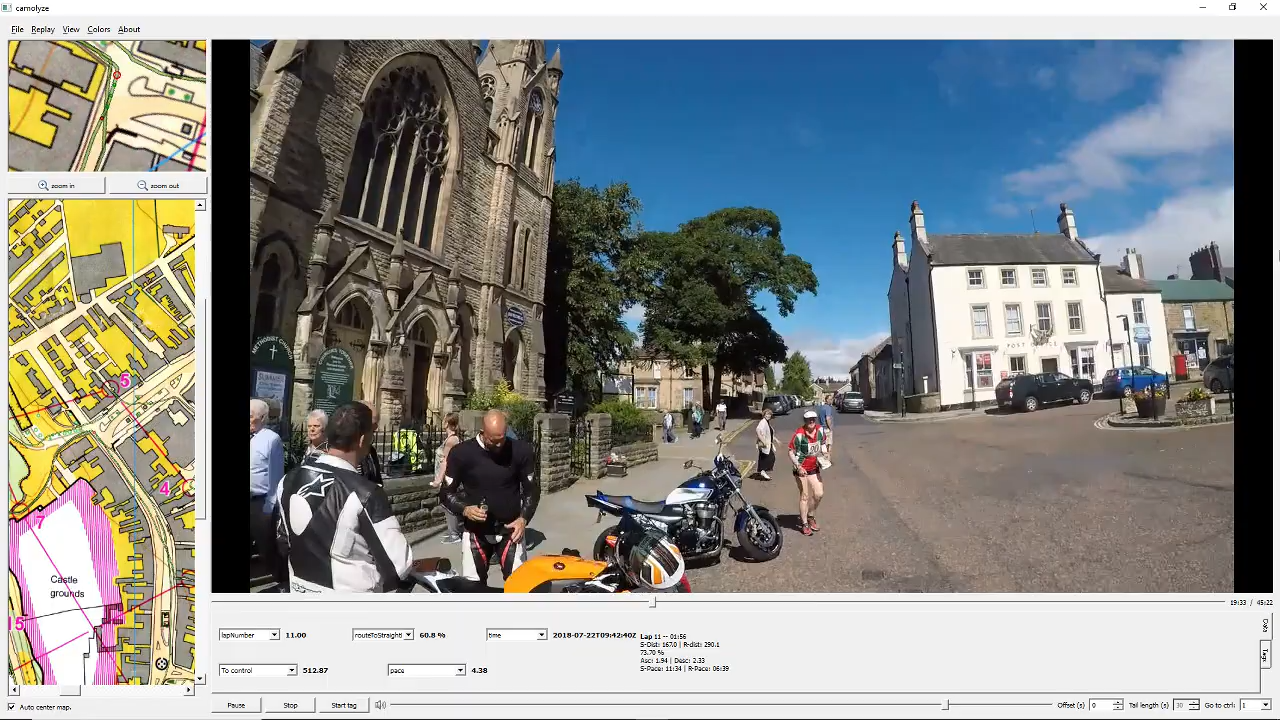 camolyze
File Replay View Colors About
zoom in zoom out
5
4
7
Castle
grounds
15
METHODIST CHURCH
POST OFFICE
19:33 / 45:22
lapNumber 11.00 routeToStraightl 60.8 % time 2018-07-22T09:42:40Z
To control 512.87 pace 4.38
Lap 11 -- 01:56
S-Dist: 167.0 | R-dist: 290.1
73.70 %
Asc: 1.94 | Desc: 2.33
S-Pace: 11:34 | R-Pace: 06:39
Tags
Auto center map.
Pause Stop Start tag
Offset (s) 0 Tail length (s) 30 Go to ctrl: 1